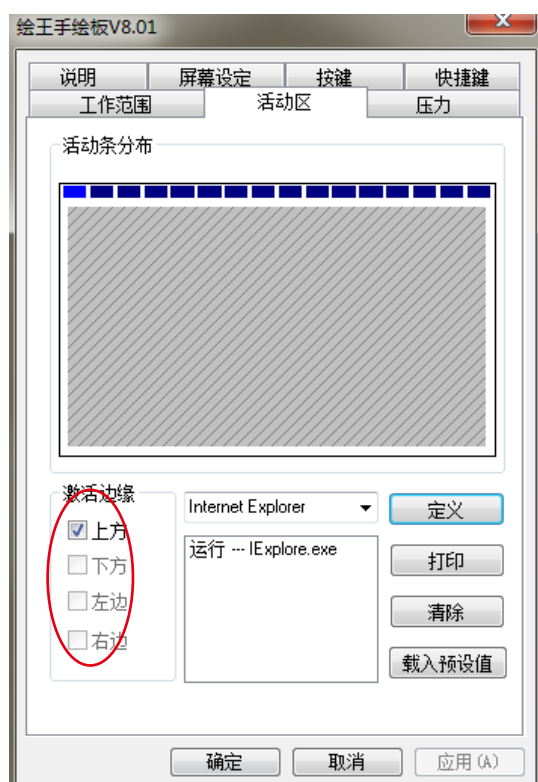 绘王手绘板V8.01
说明 屏幕设定 按键 快捷鍵
工作范围 活动区 压力
活动条分布
激活边缘
Internet Explorer 定义
上方
运行 --- IExplore.exe 打印
下方
左边 清除
右边
载入预设值
确定 取消 应用(A)